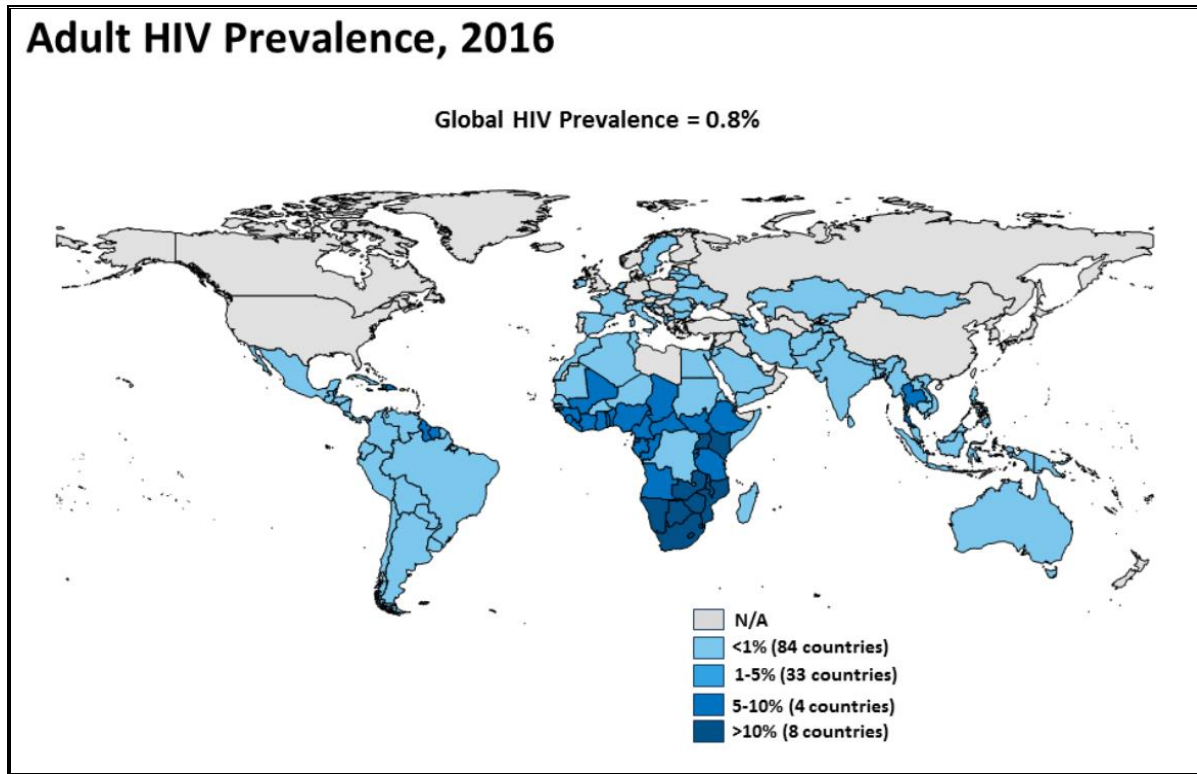 Adult HIV Prevalence, 2016
Global HIV Prevalence = 0.8%
N/A
<1% (84 countries)
1-5% (33 countries)
5-10% (4 countries)
>10% (8 countries)